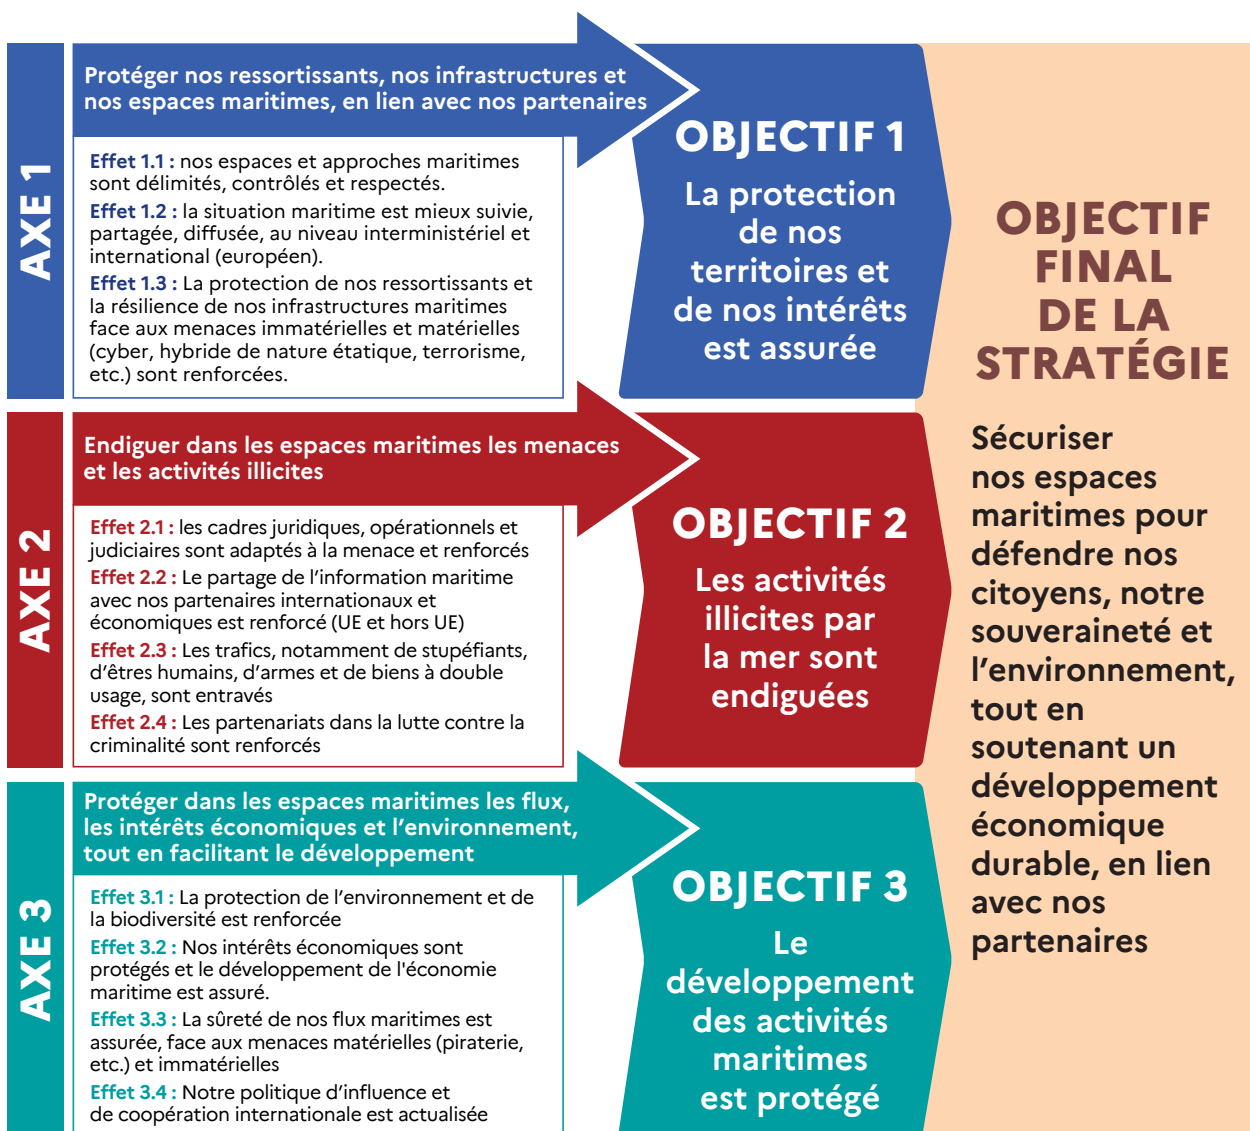 AXE 1
Protéger nos ressortissants, nos infrastructures et
nos espaces maritimes, en lien avec nos partenaires
Effet 1.1 : nos espaces et approches maritimes
sont délimités, contrôlés et respectés.
Effet 1.2 : la situation maritime est mieux suivie,
partagée, diffusée, au niveau interministériel et
international (européen).
Effet 1.3 : La protection de nos ressortissants et
la résilience de nos infrastructures maritimes
face aux menaces immatérielles et matérielles
(cyber, hybride de nature étatique, terrorisme,
etc.) sont renforcées.
OBJECTIF 1
La protection
de nos
territoires et
de nos intérêts
est assurée
AXE 2
Endiguer dans les espaces maritimes les menaces
et les activités illicites
Effet 2.1 : les cadres juridiques, opérationnels et
judiciaires sont adaptés à la menace et renforcés
Effet 2.2 : Le partage de l'information maritime
avec nos partenaires internationaux et
économiques est renforcé (UE et hors UE)
Effet 2.3 : Les trafics, notamment de stupéfiants,
d'êtres humains, d'armes et de biens à double
usage, sont entravés
Effet 2.4 : Les partenariats dans la lutte contre la
criminalité sont renforcés
OBJECTIF 2
Les activités
illicites par
la mer sont
endiguées
AXE 3
Protéger dans les espaces maritimes les flux,
les intérêts économiques et l'environnement,
tout en facilitant le développement
Effet 3.1 : La protection de l'environnement et de
la biodiversité est renforcée
Effet 3.2 : Nos intérêts économiques sont
protégés et le développement de l'économie
maritime est assuré.
Effet 3.3 : La sûreté de nos flux maritimes est
assurée, face aux menaces matérielles (piraterie,
etc.) et immatérielles
Effet 3.4 : Notre politique d'influence et
de coopération internationale est actualisée
OBJECTIF 3
Le
développement
des activités
maritimes
est protégé
OBJECTIF
FINAL
DE LA
STRATÉGIE
Sécuriser
nos espaces
maritimes pour
défendre nos
citoyens, notre
souveraineté et
l'environnement,
tout en
soutenant un
développement
économique
durable, en lien
avec nos
partenaires